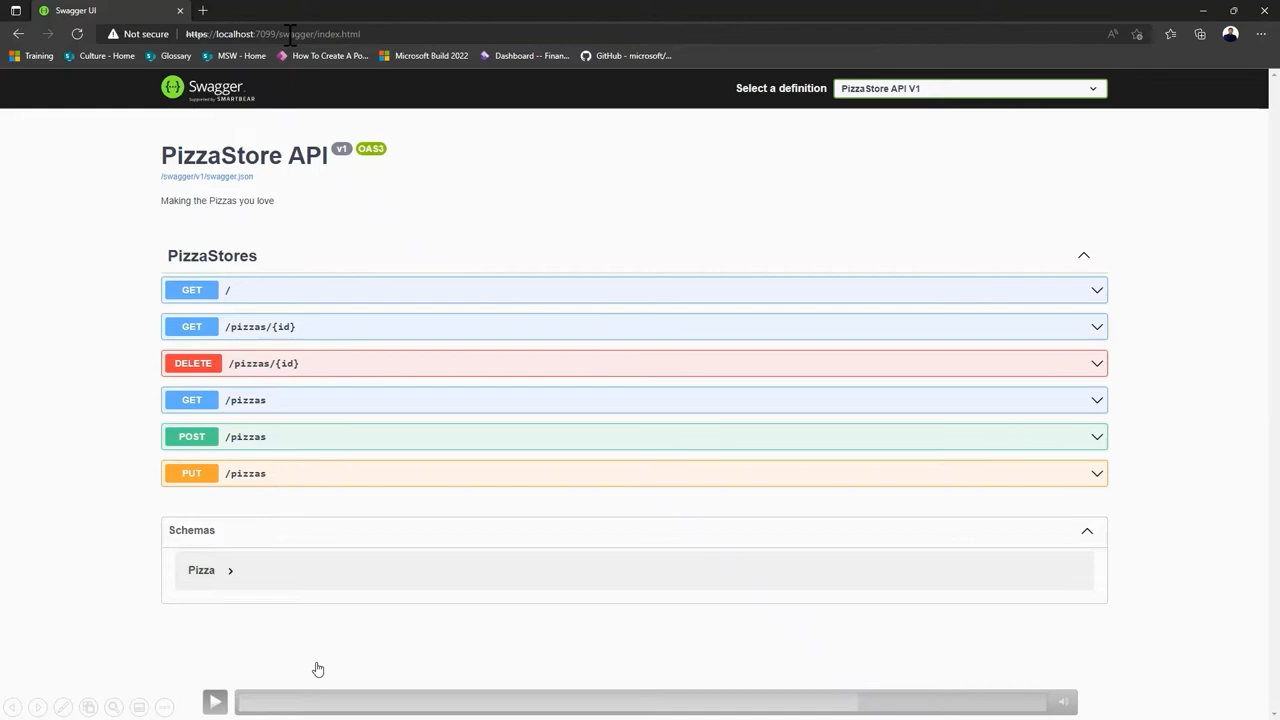 Swagger UI
Not secure
https://localhost:7099/swagger/index.html
Training
Culture - Home
Glossary
MSW - Home
How To Create A Po...
Microsoft Build 2022
Dashboard -- Finan...
GitHub - microsoft/...
Swagger
Supported by SMARTBEAR
Select a definition
PizzaStore API V1
PizzaStore API v1 OAS3
/swagger/v1/swagger.json
Making the Pizzas you love
PizzaStores
GET /
GET /pizzas/{id}
DELETE /pizzas/{id}
GET /pizzas
POST /pizzas
PUT /pizzas
Schemas
Pizza